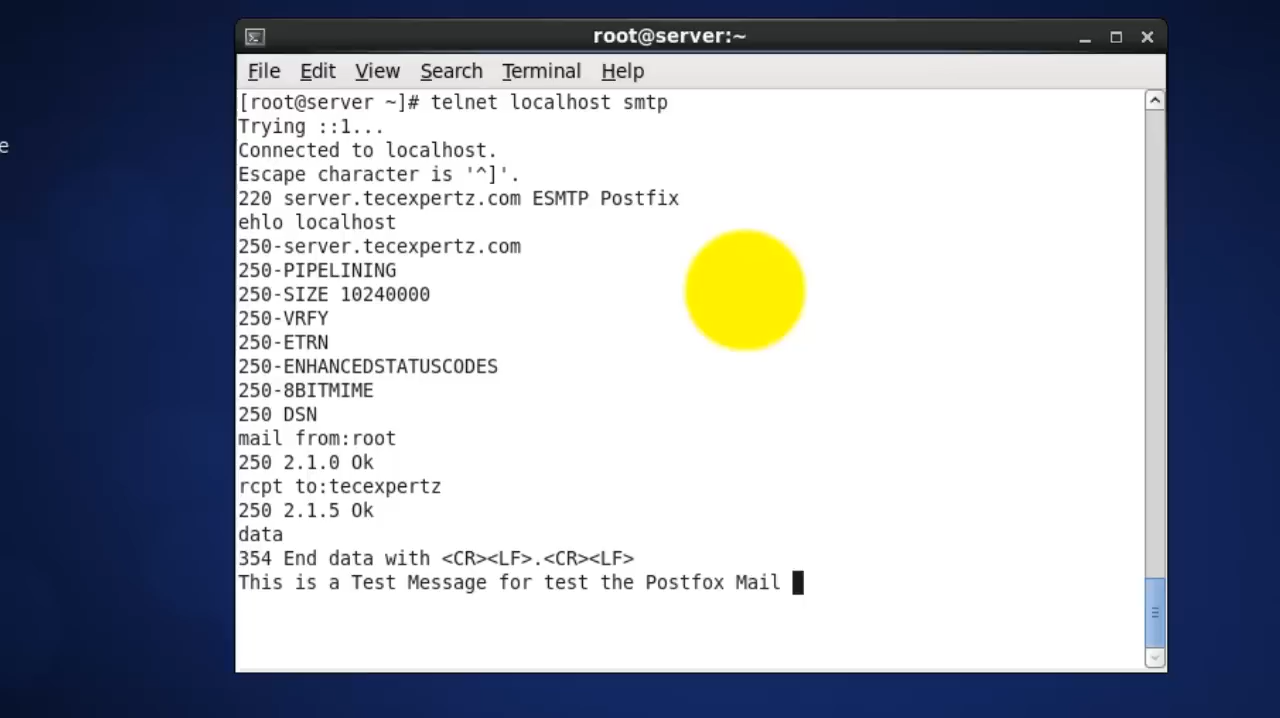 e
root@server:~
File Edit View Search Terminal Help
[root@server ~]# telnet localhost smtp
Trying ::1...
Connected to localhost.
Escape character is '^]'.
220 server.tecexpertz.com ESMTP Postfix
ehlo localhost
250-server.tecexpertz.com
250-PIPELINING
250-SIZE 10240000
250-VRFY
250-ETRN
250-ENHANCEDSTATUSCODES
250-8BITMIME
250 DSN
mail from:root
250 2.1.0 Ok
rcpt to:tecexpertz
250 2.1.5 Ok
data
354 End data with <CR><LF>.<CR><LF>
This is a Test Message for test the Postfox Mail